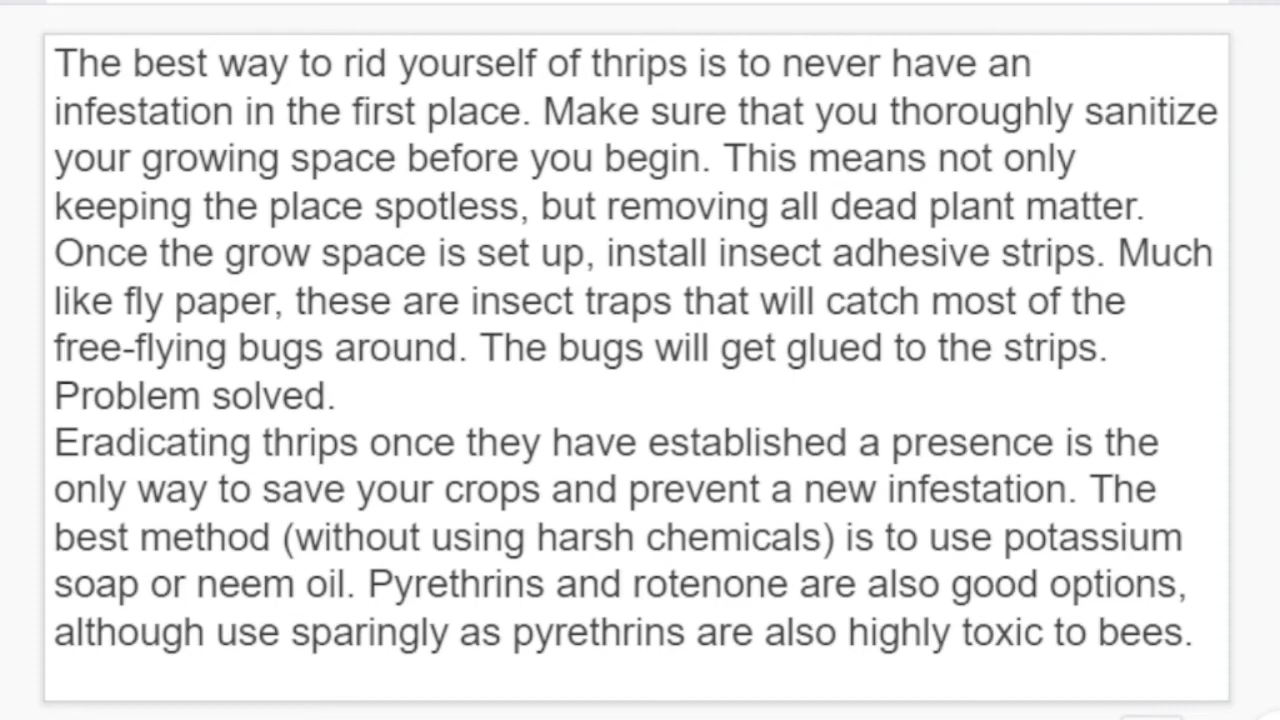 The best way to rid yourself of thrips is to never have an
infestation in the first place. Make sure that you thoroughly sanitize
your growing space before you begin. This means not only
keeping the place spotless, but removing all dead plant matter.
Once the grow space is set up, install insect adhesive strips. Much
like fly paper, these are insect traps that will catch most of the
free-flying bugs around. The bugs will get glued to the strips.
Problem solved.
Eradicating thrips once they have established a presence is the
only way to save your crops and prevent a new infestation. The
best method (without using harsh chemicals) is to use potassium
soap or neem oil. Pyrethrins and rotenone are also good options,
although use sparingly as pyrethrins are also highly toxic to bees.